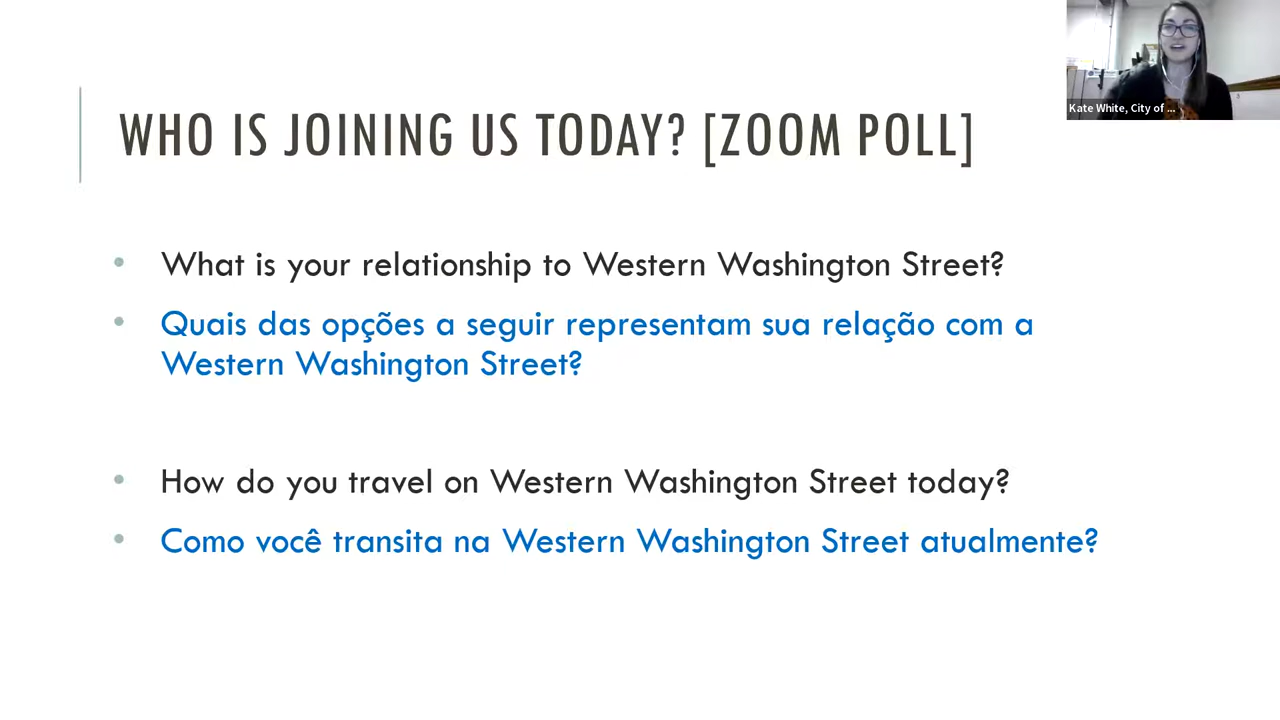 WHO IS JOINING US TODAY? [ZOOM POLL]
Kate White, City of ...
• What is your relationship to Western Washington Street?
• Quais das opções a seguir representam sua relação com a
Western Washington Street?
• How do you travel on Western Washington Street today?
• Como você transita na Western Washington Street atualmente?